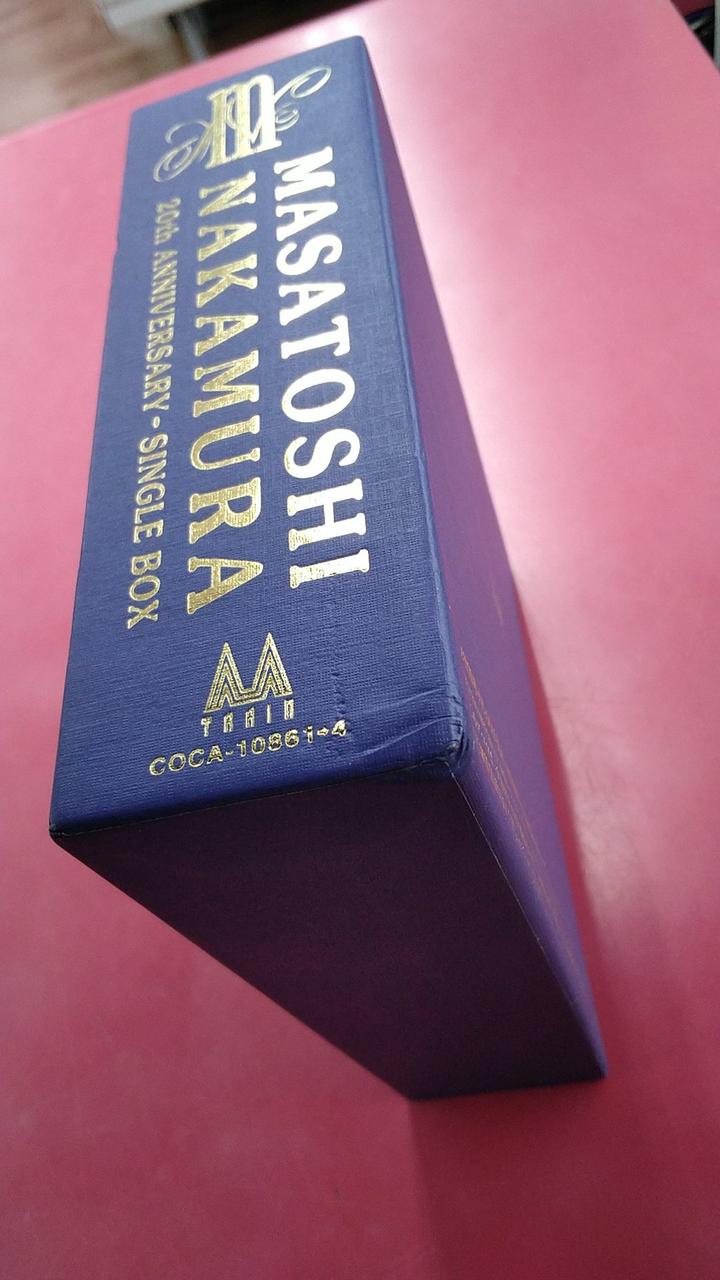 MASATOSHI
NAKAMURA
20th ANNIVERSARY・SINGLE BOX
TRAIN
COCA-10861→4